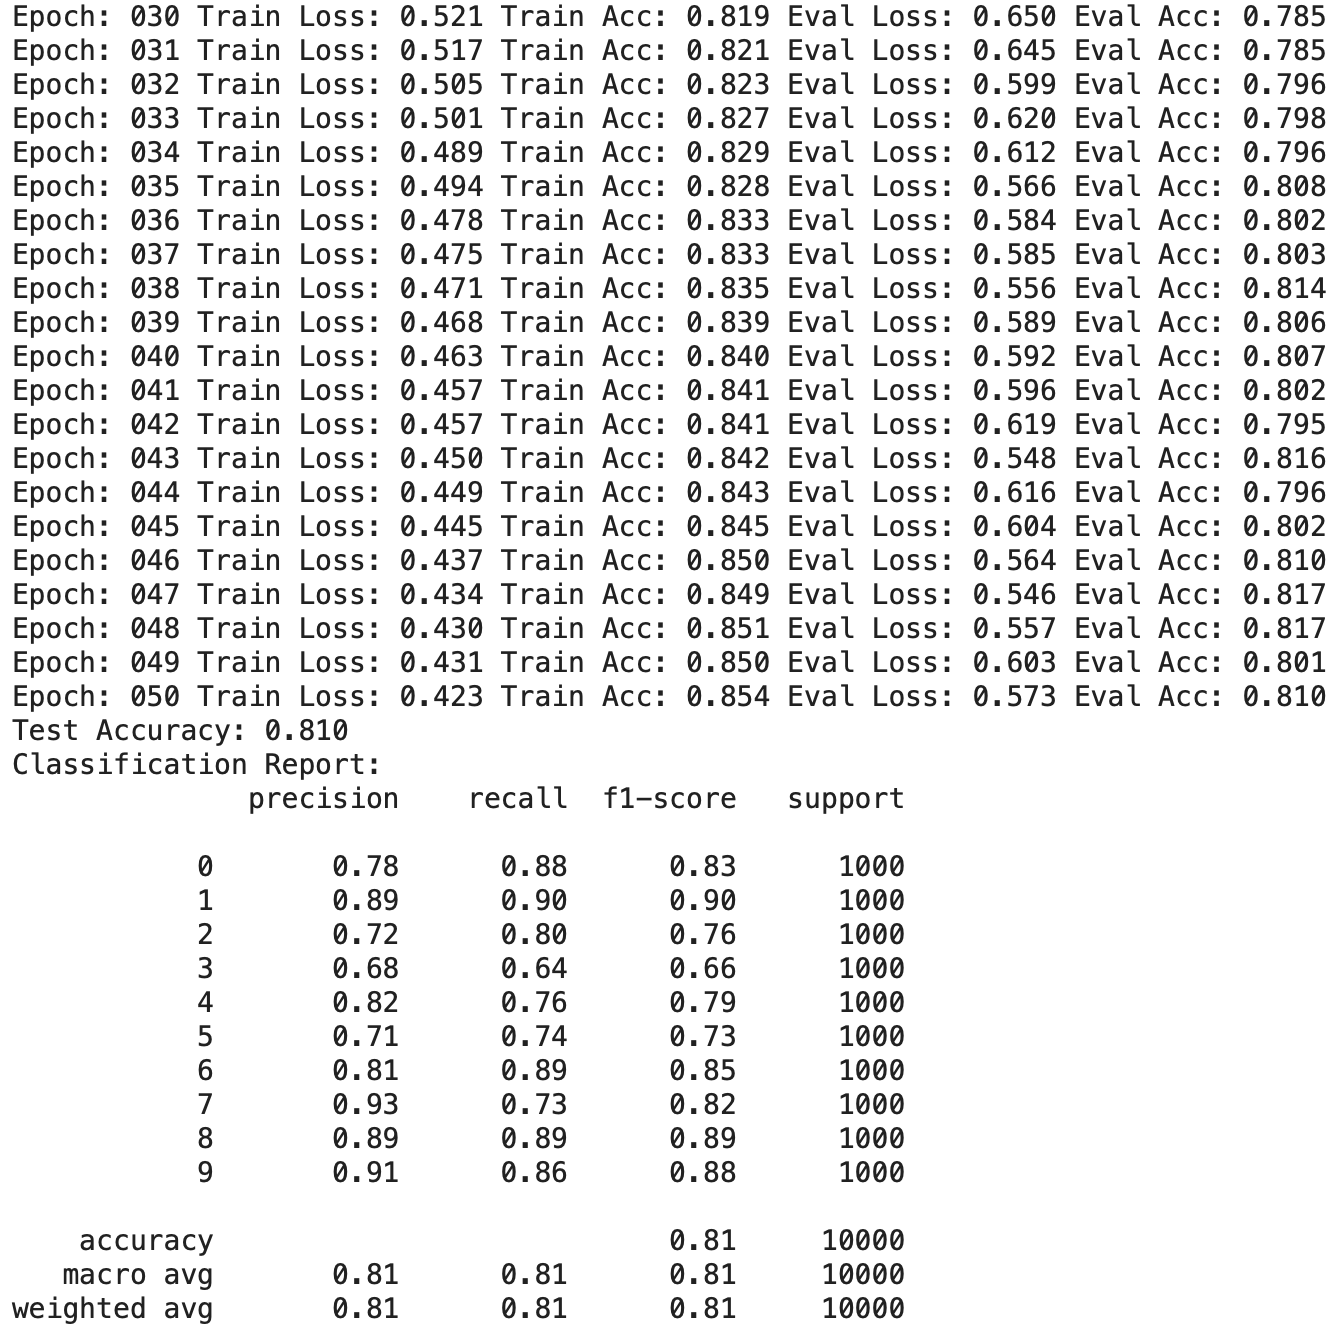 Epoch: 030 Train Loss: 0.521 Train Acc: 0.819 Eval Loss: 0.650 Eval Acc: 0.785
Epoch: 031 Train Loss: 0.517 Train Acc: 0.821 Eval Loss: 0.645 Eval Acc: 0.785
Epoch: 032 Train Loss: 0.505 Train Acc: 0.823 Eval Loss: 0.599 Eval Acc: 0.796
Epoch: 033 Train Loss: 0.501 Train Acc: 0.827 Eval Loss: 0.620 Eval Acc: 0.798
Epoch: 034 Train Loss: 0.489 Train Acc: 0.829 Eval Loss: 0.612 Eval Acc: 0.796
Epoch: 035 Train Loss: 0.494 Train Acc: 0.828 Eval Loss: 0.566 Eval Acc: 0.808
Epoch: 036 Train Loss: 0.478 Train Acc: 0.833 Eval Loss: 0.584 Eval Acc: 0.802
Epoch: 037 Train Loss: 0.475 Train Acc: 0.833 Eval Loss: 0.585 Eval Acc: 0.803
Epoch: 038 Train Loss: 0.471 Train Acc: 0.835 Eval Loss: 0.556 Eval Acc: 0.814
Epoch: 039 Train Loss: 0.468 Train Acc: 0.839 Eval Loss: 0.589 Eval Acc: 0.806
Epoch: 040 Train Loss: 0.463 Train Acc: 0.840 Eval Loss: 0.592 Eval Acc: 0.807
Epoch: 041 Train Loss: 0.457 Train Acc: 0.841 Eval Loss: 0.596 Eval Acc: 0.802
Epoch: 042 Train Loss: 0.457 Train Acc: 0.841 Eval Loss: 0.619 Eval Acc: 0.795
Epoch: 043 Train Loss: 0.450 Train Acc: 0.842 Eval Loss: 0.548 Eval Acc: 0.816
Epoch: 044 Train Loss: 0.449 Train Acc: 0.843 Eval Loss: 0.616 Eval Acc: 0.796
Epoch: 045 Train Loss: 0.445 Train Acc: 0.845 Eval Loss: 0.604 Eval Acc: 0.802
Epoch: 046 Train Loss: 0.437 Train Acc: 0.850 Eval Loss: 0.564 Eval Acc: 0.810
Epoch: 047 Train Loss: 0.434 Train Acc: 0.849 Eval Loss: 0.546 Eval Acc: 0.817
Epoch: 048 Train Loss: 0.430 Train Acc: 0.851 Eval Loss: 0.557 Eval Acc: 0.817
Epoch: 049 Train Loss: 0.431 Train Acc: 0.850 Eval Loss: 0.603 Eval Acc: 0.801
Epoch: 050 Train Loss: 0.423 Train Acc: 0.854 Eval Loss: 0.573 Eval Acc: 0.810
Test Accuracy: 0.810
Classification Report:
precision recall f1-score support
0 0.78 0.88 0.83 1000
1 0.89 0.90 0.90 1000
2 0.72 0.80 0.76 1000
3 0.68 0.64 0.66 1000
4 0.82 0.76 0.79 1000
5 0.71 0.74 0.73 1000
6 0.81 0.89 0.85 1000
7 0.93 0.73 0.82 1000
8 0.89 0.89 0.89 1000
9 0.91 0.86 0.88 1000
accuracy 0.81 10000
macro avg 0.81 0.81 0.81 10000
weighted avg 0.81 0.81 0.81 10000